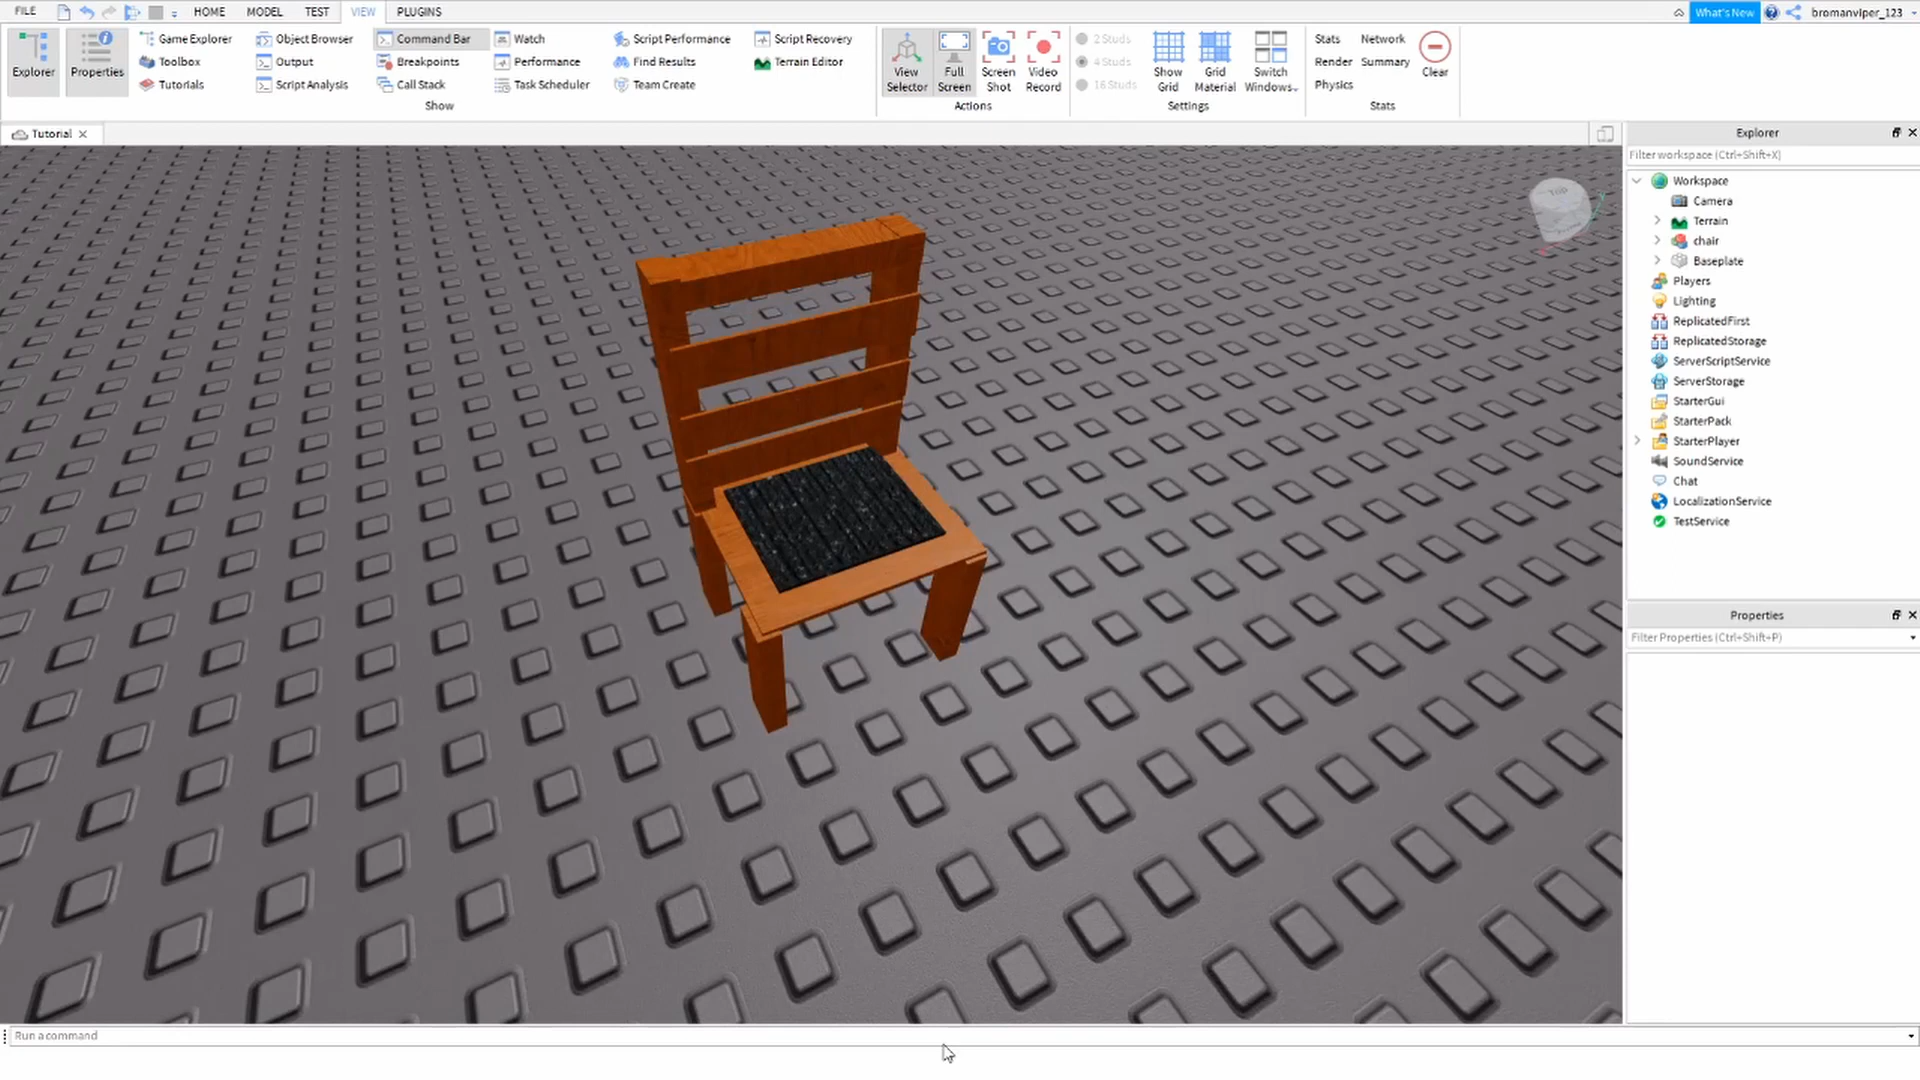 FILE HOME MODEL TEST VIEW PLUGINS What's New bromanviper_123
Explorer
Properties
Game Explorer
Toolbox
Tutorials
Object Browser
Output
Script Analysis
Command Bar
Breakpoints
Call Stack
Watch
Performance
Task Scheduler
Script Performance
Find Results
Team Create
Script Recovery
Terrain Editor
Show
View Selector
Full Screen
Screen Shot
Video Record
Actions
2 Studs
4 Studs
16 Studs
Show Grid
Grid Material
Switch Windows
Settings
Stats
Render
Physics
Network
Summary
Clear
Stats
Tutorial
TOP
Explorer
Filter workspace (Ctrl+Shift+X)
Workspace
Camera
Terrain
chair
Baseplate
Players
Lighting
ReplicatedFirst
ReplicatedStorage
ServerScriptService
ServerStorage
StarterGui
StarterPack
StarterPlayer
SoundService
Chat
LocalizationService
TestService
Properties
Filter Properties (Ctrl+Shift+P)
Run a command